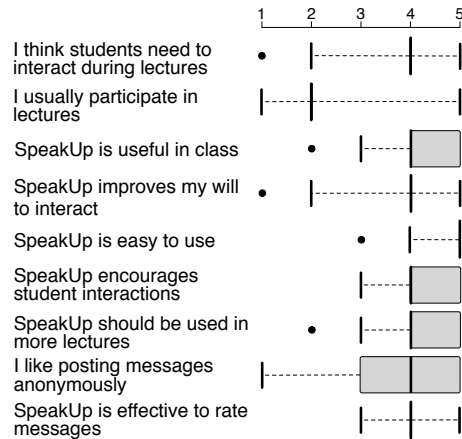 1 2 3 4 5
I think students need to
interact during lectures
I usually participate in
lectures
SpeakUp is useful in class
SpeakUp improves my will
to interact
SpeakUp is easy to use
SpeakUp encourages
student interactions
SpeakUp should be used in
more lectures
I like posting messages
anonymously
SpeakUp is effective to rate
messages